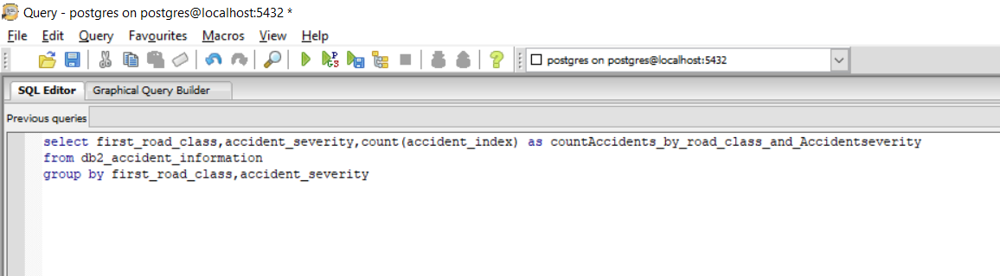 Query - postgres on postgres@localhost:5432 *
File Edit Query Favourites Macros View Help
postgres on postgres@localhost:5432
SQL Editor Graphical Query Builder
Previous queries
select first_road_class,accident_severity,count(accident_index) as countAccidents_by_road_class_and_Accidentseverity
from db2_accident_information
group by first_road_class,accident_severity